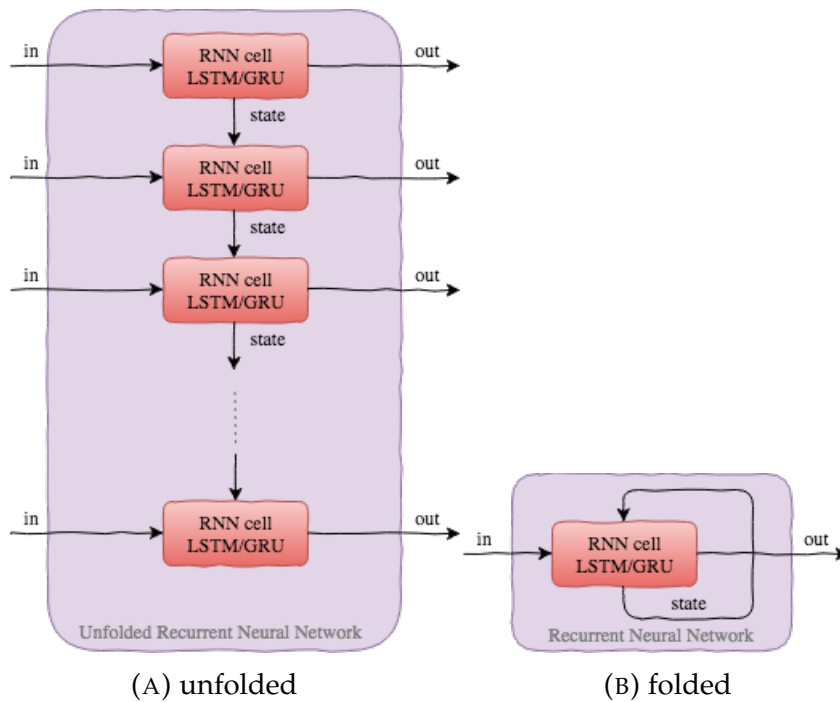 in
RNN cell
LSTM/GRU
out
state
in
RNN cell
LSTM/GRU
out
state
in
RNN cell
LSTM/GRU
out
state
in
RNN cell
LSTM/GRU
out
Unfolded Recurrent Neural Network
(A) unfolded
in
RNN cell
LSTM/GRU
out
state
Recurrent Neural Network
(B) folded